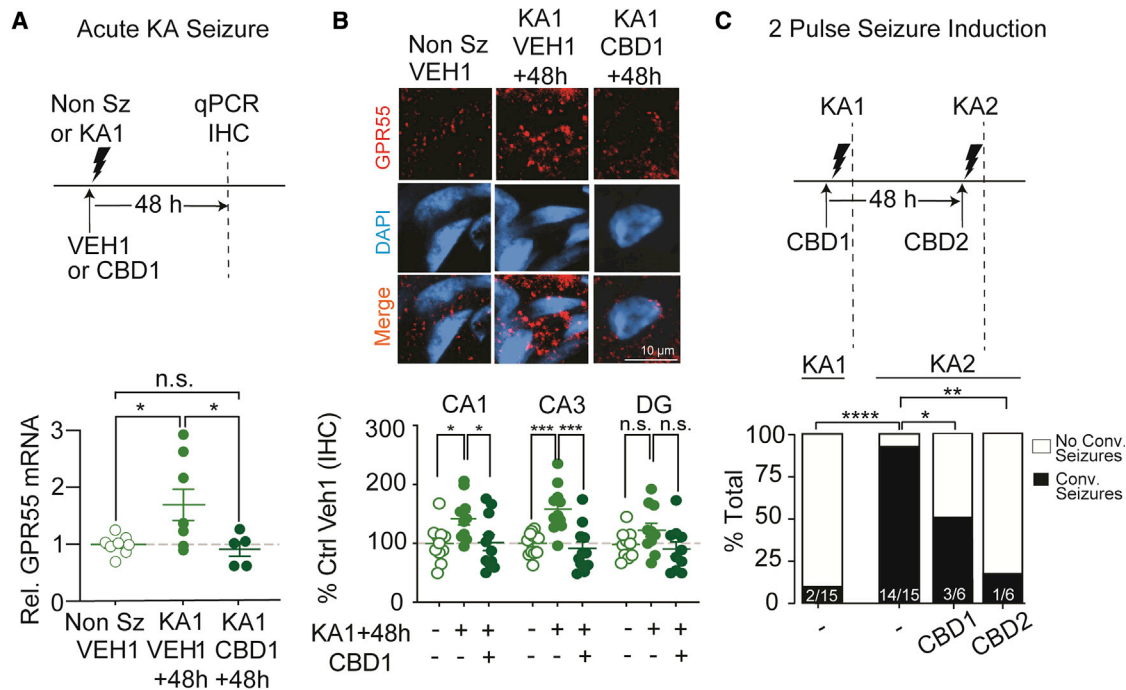 A
Acute KA Seizure
Non Sz
or KA1
qPCR
IHC
48 h
VEH1
or CBD1
Rel. GPR55 mRNA
n.s.
*
*
3
2
1
0
Non Sz
VEH1
KA1
VEH1
+48h
KA1
CBD1
+48h
B
Non Sz
VEH1
KA1
VEH1
+48h
KA1
CBD1
+48h
GPR55
DAPI
Merge
10 µm
% Ctrl Veh1 (IHC)
CA1
CA3
DG
*
*
***
***
n.s.
n.s.
300
200
100
0
KA1+48h - + + - + + - + +
CBD1 - - + - - + - - +
C
2 Pulse Seizure Induction
KA1
KA2
48 h
CBD1
CBD2
KA1
KA2
**
****
*
% Total
100
75
50
25
0
2/15
14/15
3/6
1/6
-
-
CBD1
CBD2
No Conv.
Seizures
Conv.
Seizures